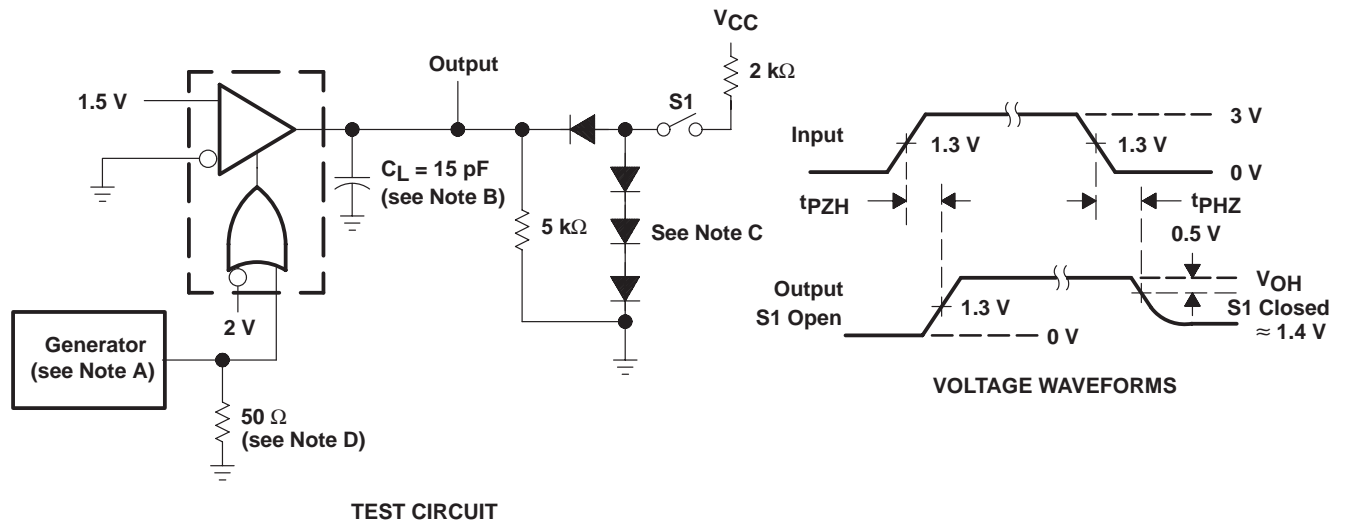 VCC
2 kΩ
Output
S1
1.5 V
CL = 15 pF
(see Note B)
5 kΩ
See Note C
2 V
Generator
(see Note A)
50 Ω
(see Note D)
TEST CIRCUIT
3 V
Input
1.3 V
1.3 V
0 V
tPZH
tPHZ
0.5 V
Output
S1 Open
VOH
S1 Closed
≈ 1.4 V
1.3 V
0 V
VOLTAGE WAVEFORMS